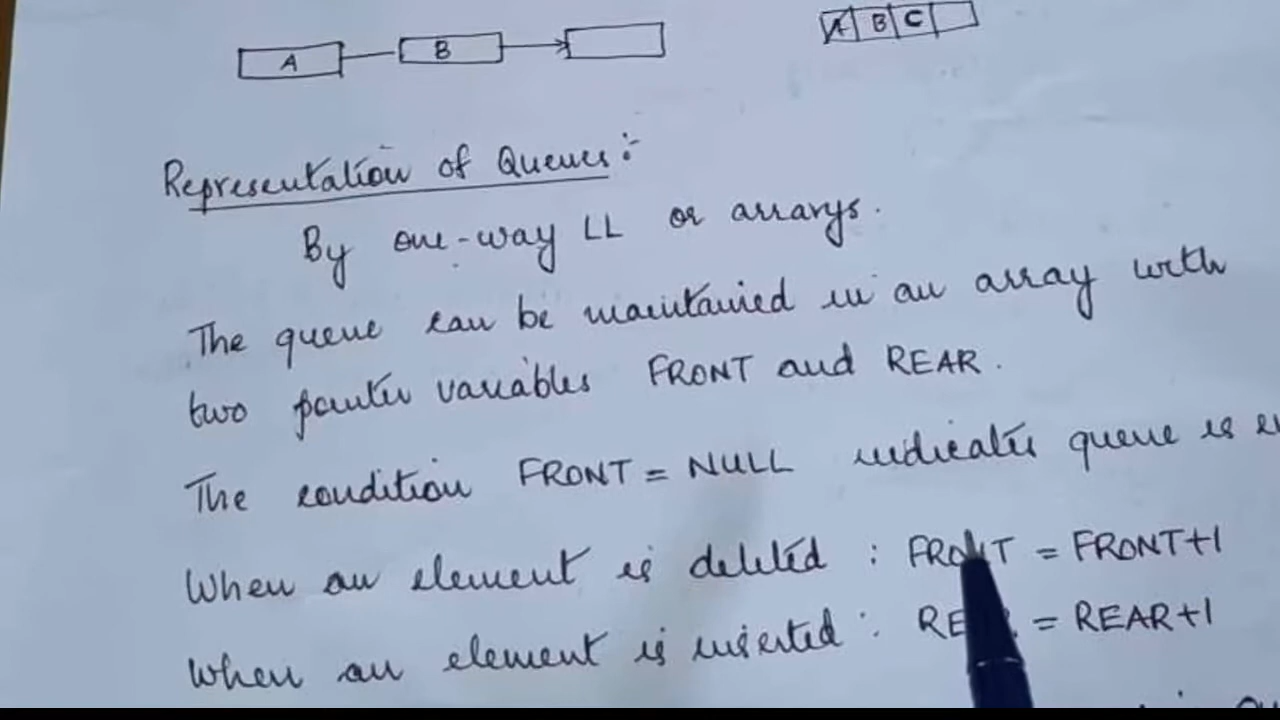 A B
A B C
Representation of Queues :-
By one-way LL or arrarys.
The queue can be maintained in an array with
two pointer variables FRONT and REAR.
The condition FRONT = NULL indicates queue is
When an element is deleted : FRONT = FRONT+1
When an element is inserted : REAR = REAR+1